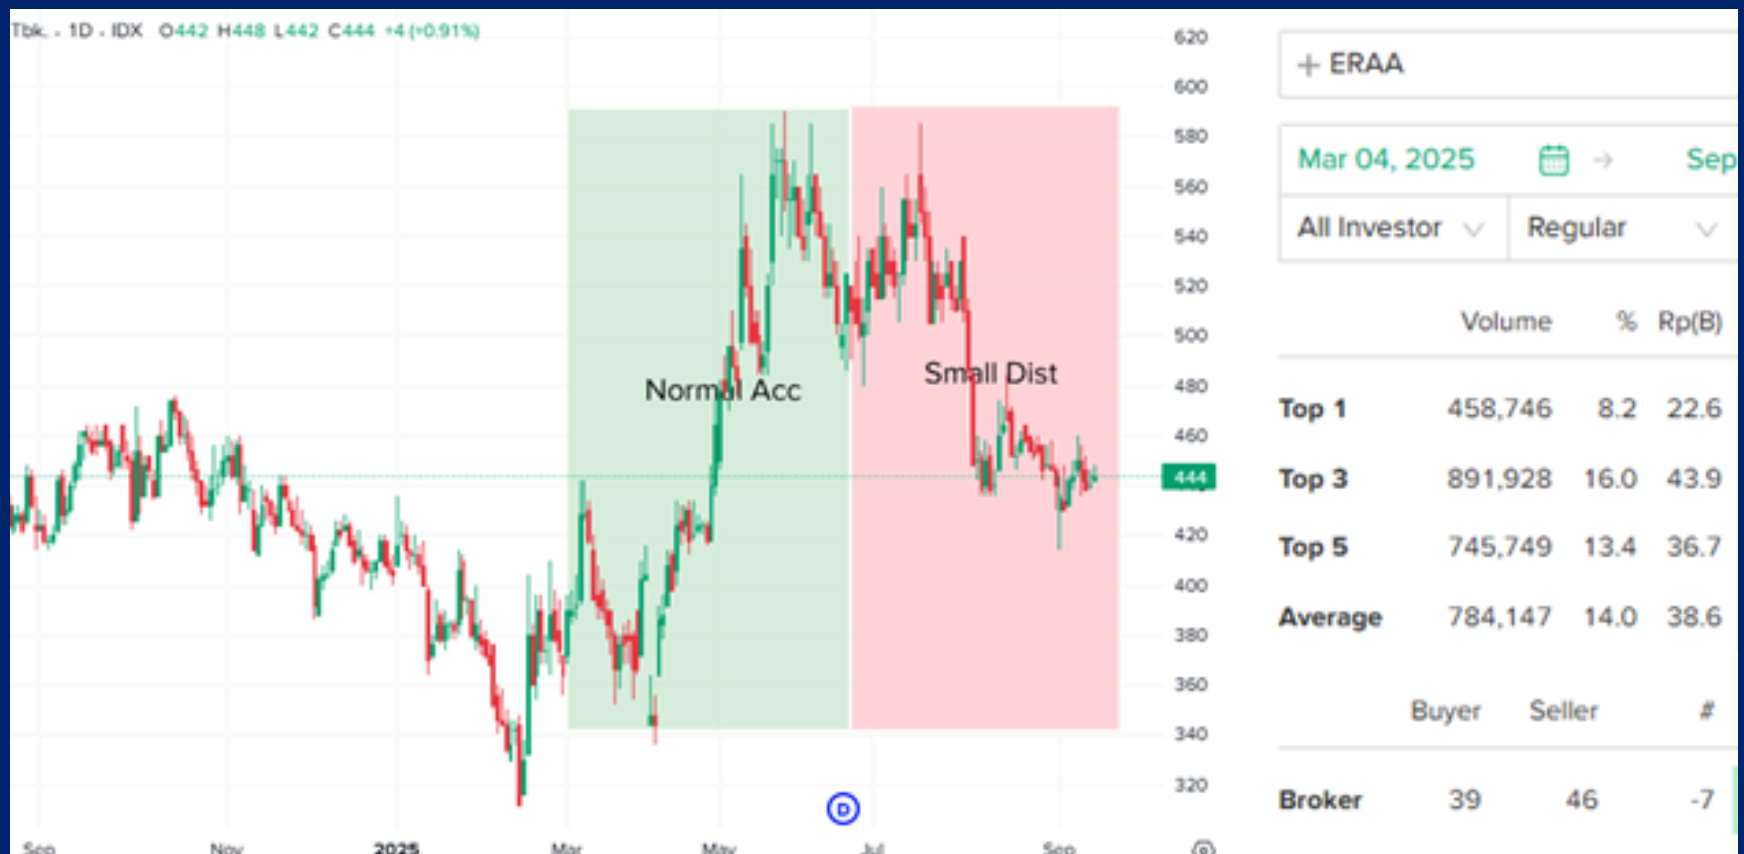 Tbk. · 1D · IDX O442 H448 L442 C444 +4 (+0.91%)
620
600
580
560
540
520
500
480
460
444
420
400
380
360
340
320
Normal Acc
Small Dist
D
Sep
Nov
2025
Mar
May
Jul
Sep
+ ERAA
Mar 04, 2025 → Sep
All Investor
Regular
Volume % Rp(B)
Top 1 458,746 8.2 22.6
Top 3 891,928 16.0 43.9
Top 5 745,749 13.4 36.7
Average 784,147 14.0 38.6
Buyer Seller #
Broker 39 46 -7